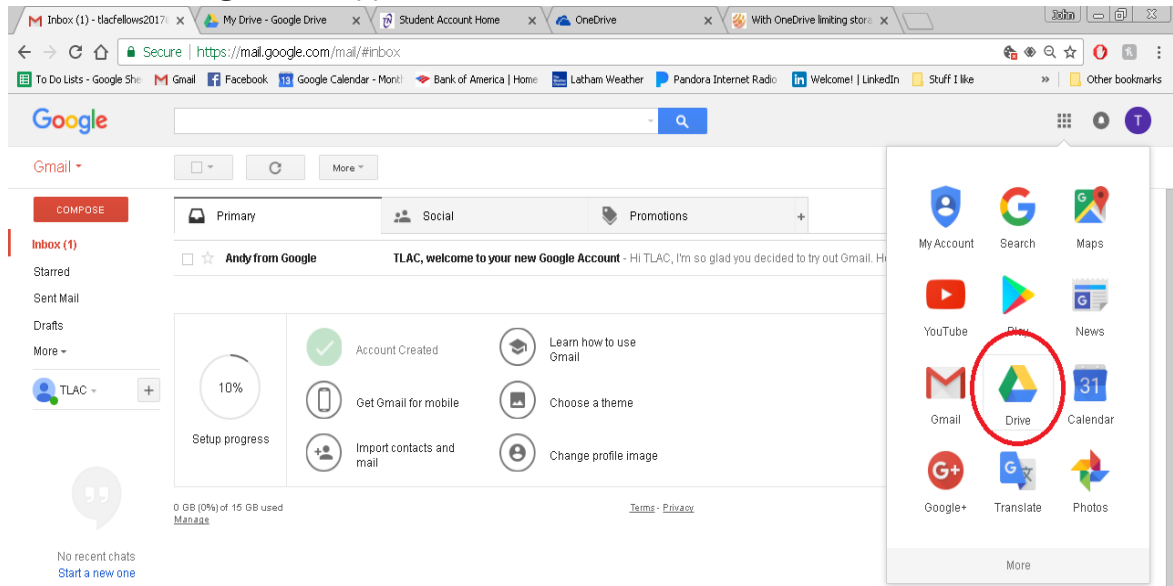 Inbox (1) - tlacfellows2017
My Drive - Google Drive
Student Account Home
OneDrive
With OneDrive limiting stora
John
Secure | https://mail.google.com/mail/#inbox
To Do Lists - Google She
Gmail
Facebook
Google Calendar - Month
Bank of America | Home
Latham Weather
Pandora Internet Radio
Welcome! | LinkedIn
Stuff I like
»
Other bookmarks
Google
T
Gmail
More
COMPOSE
Primary
Social
Promotions
+
Inbox (1)
Andy from Google
TLAC, welcome to your new Google Account - Hi TLAC, I'm so glad you decided to try out Gmail. He
Starred
Sent Mail
Drafts
More
TLAC
+
10%
Setup progress
Account Created
Learn how to use
Gmail
Get Gmail for mobile
Choose a theme
Import contacts and
mail
Change profile image
0 GB (0%) of 15 GB used
Manage
Terms - Privacy
No recent chats
Start a new one
My Account
Search
Maps
YouTube
Play
News
Gmail
Drive
31
Calendar
Google+
Translate
Photos
More